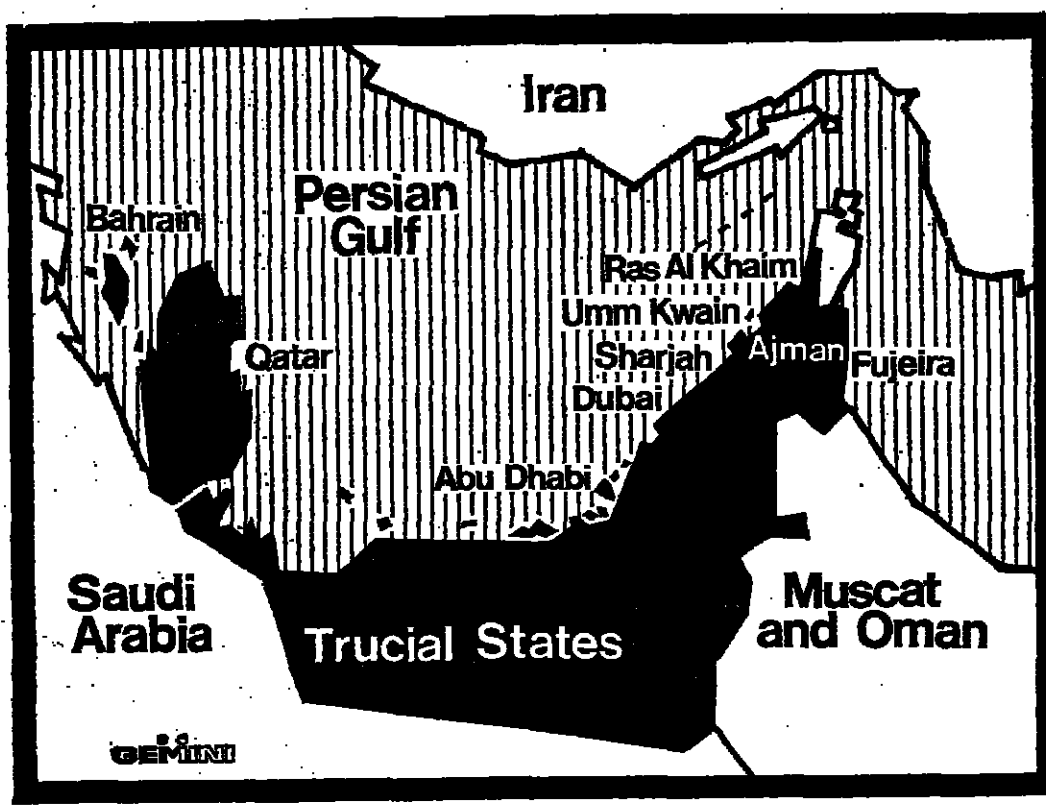 Iran
Persian
Gulf
Bahrain
Ras Al Khaim
Umm Kwain
Ajman
Sharjah
Fujeira
Qatar
Dubai
Abu Dhabi
Saudi
Arabia
Muscat
and Oman
Trucial States
GEMINI